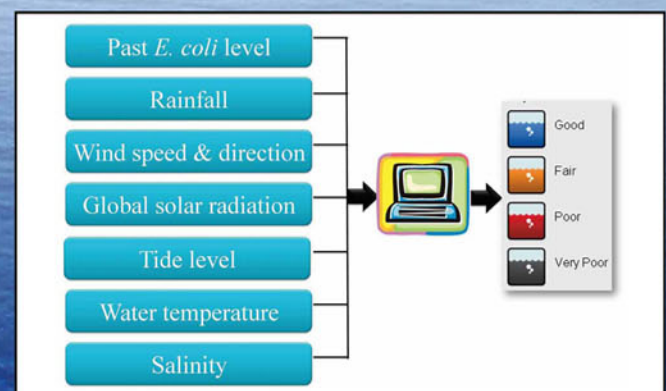 Past E. coli level
Rainfall
Wind speed & direction
Global solar radiation
Tide level
Water temperature
Salinity
Good
Fair
Poor
Very Poor